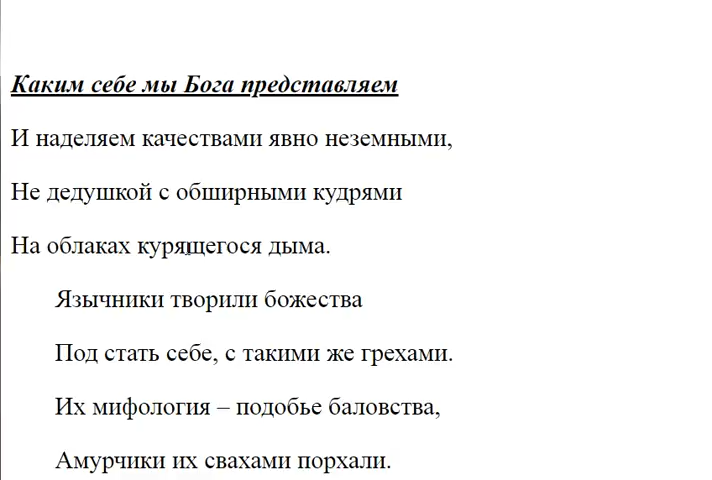 Каким себе мы Бога представляем
И наделяем качествами явно неземными,
Не дедушкой с обширными кудрями
На облаках курящегося дыма.
Язычники творили божества
Под стать себе, с такими же грехами.
Их мифология – подобье баловства,
Амурчики их свахами порхали.